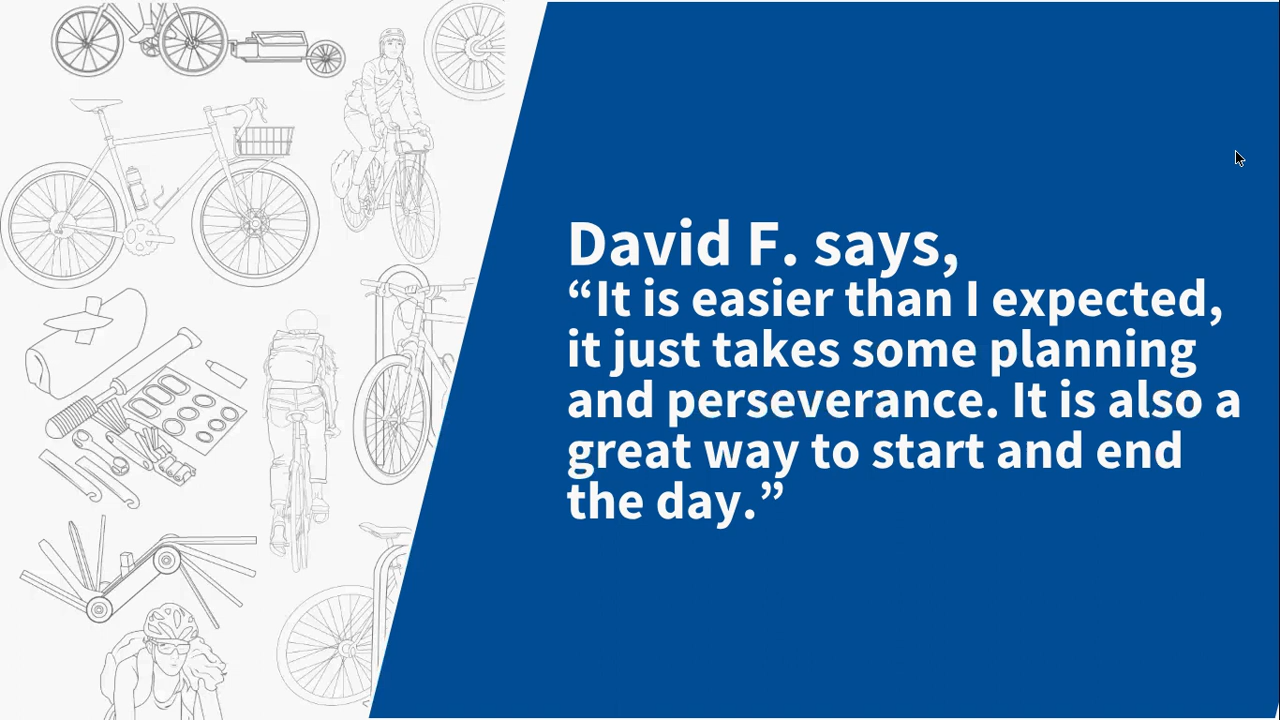 David F. says,
“It is easier than I expected,
it just takes some planning
and perseverance. It is also a
great way to start and end
the day.”